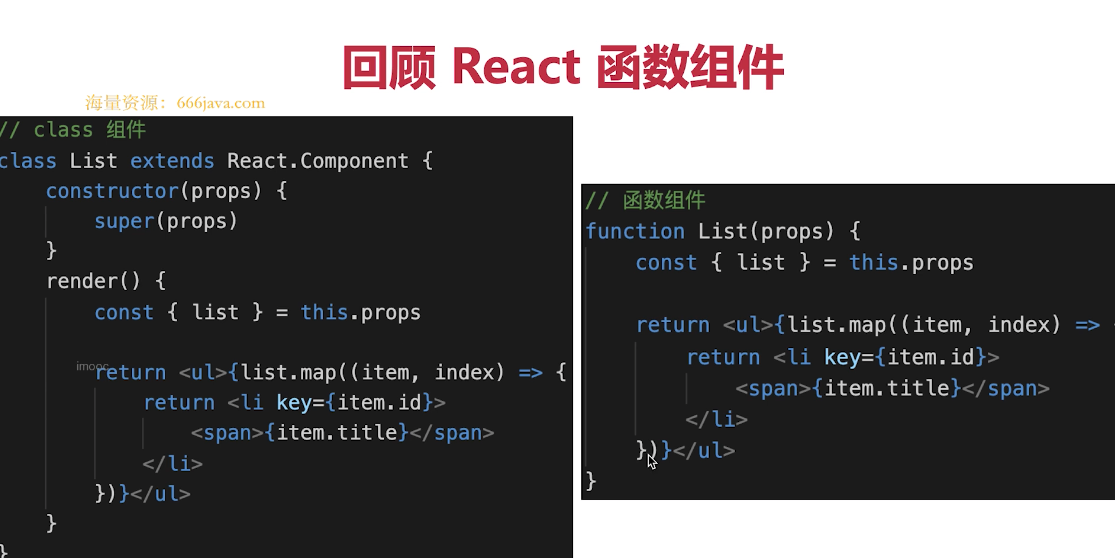 回顾 React 函数组件
海量资源：666java.com
// class 组件
class List extends React.Component {
constructor(props) {
super(props)
}
render() {
const { list } = this.props
imooc
return <ul>{list.map((item, index) => {
return <li key={item.id}>
<span>{item.title}</span>
</li>
})}</ul>
}
}
// 函数组件
function List(props) {
const { list } = this.props
return <ul>{list.map((item, index) =>
return <li key={item.id}>
<span>{item.title}</span>
</li>
})}</ul>
}